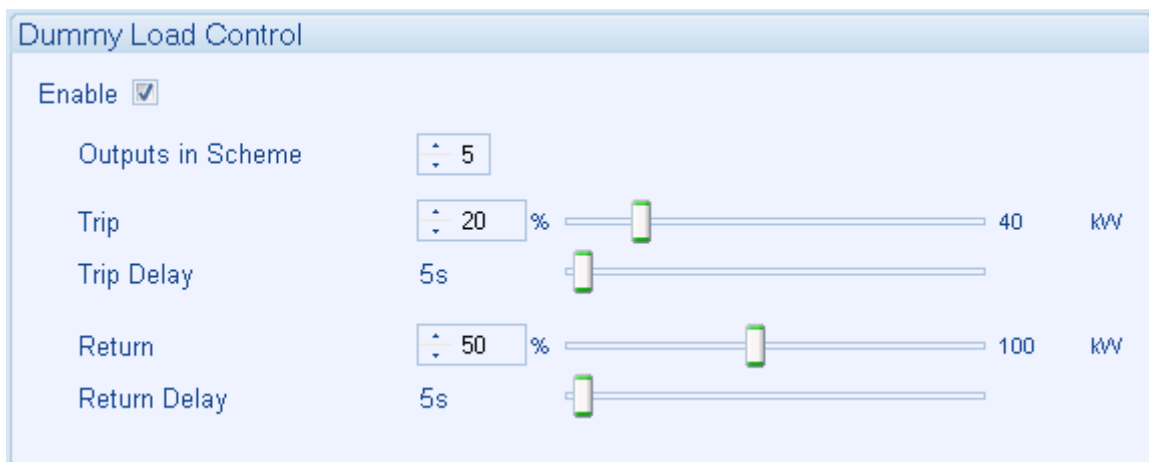 Dummy Load Control
Enable
Outputs in Scheme 5
Trip 20 % 40 kW
Trip Delay 5s
Return 50 % 100 kW
Return Delay 5s